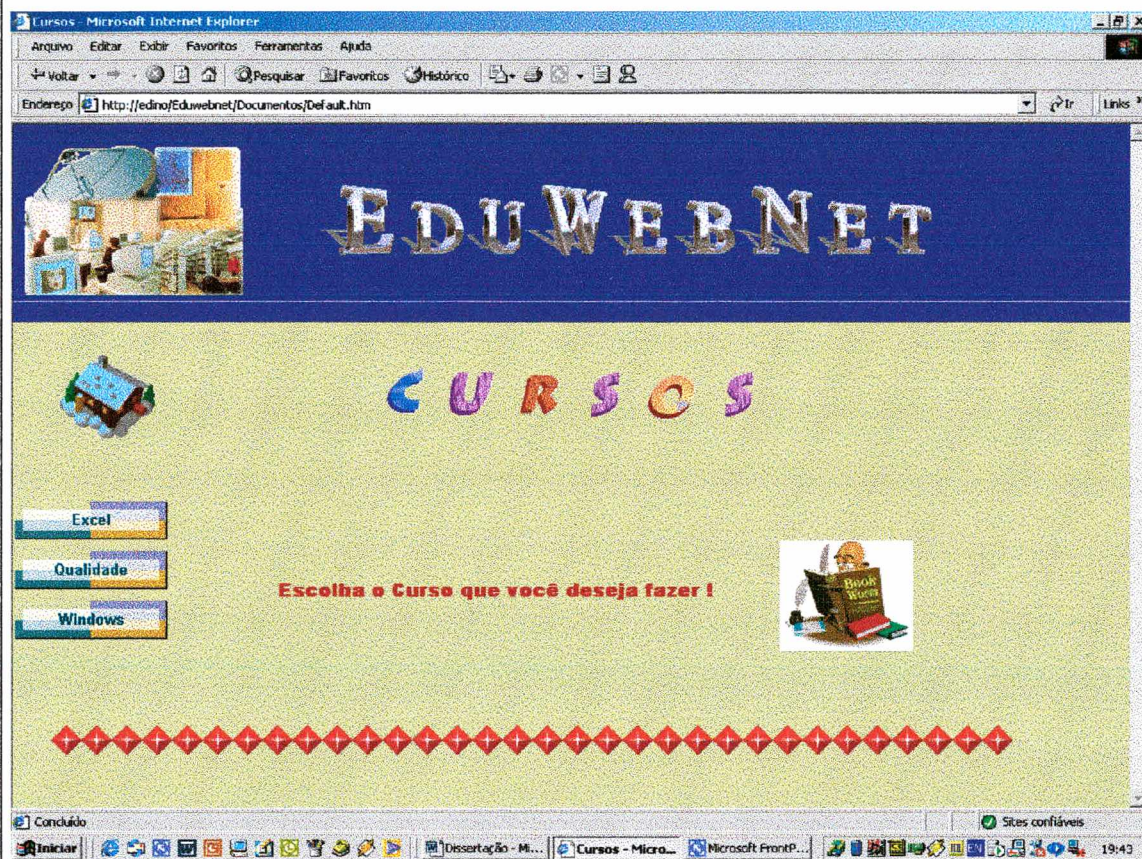 Cursos - Microsoft Internet Explorer
Arquivo Editar Exibir Favoritos Ferramentas Ajuda
Voltar Pesquisar Favoritos Histórico
Endereço http://edino/Eduwebnet/Documentos/Default.htm Ir Links »
EDUWEBNET
CURSOS
Excel
Qualidade
Windows
Escolha o Curso que você deseja fazer !
Book Worm
Concluído Sites confiáveis
Iniciar Dissertação - Mi... Cursos - Micro... Microsoft FrontP... EN 19:43